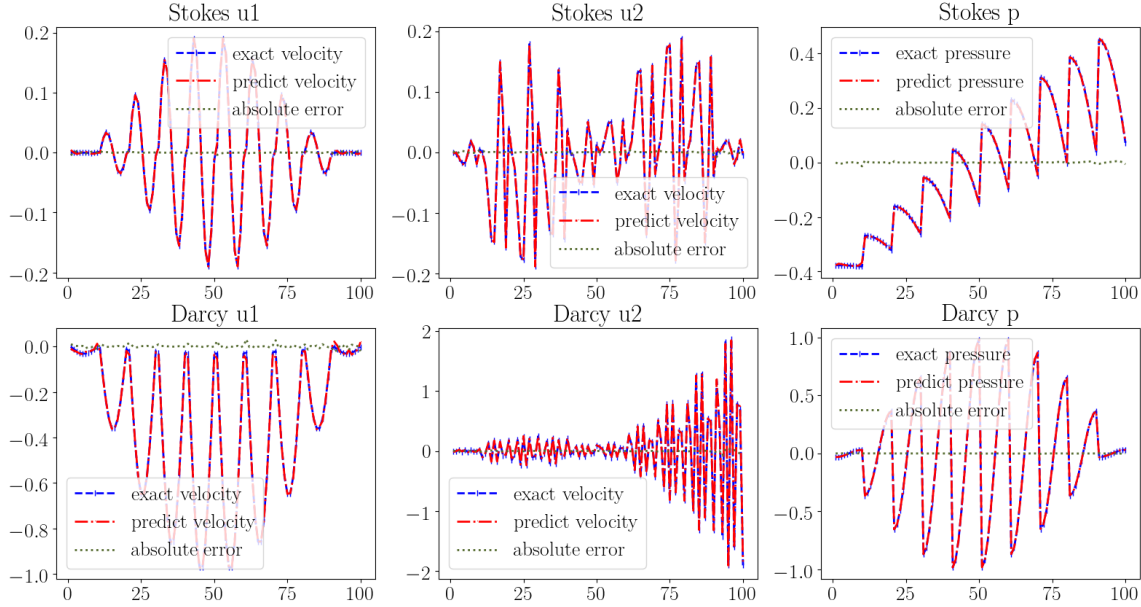 Stokes u1
0.2
0.1
0.0
−0.1
−0.2
0 25 50 75 100
exact velocity
predict velocity
absolute error
Stokes u2
0.2
0.1
0.0
−0.1
−0.2
0 25 50 75 100
exact velocity
predict velocity
absolute error
Stokes p
0.4
0.2
0.0
−0.2
−0.4
0 25 50 75 100
exact pressure
predict pressure
absolute error
Darcy u1
0.0
−0.2
−0.4
−0.6
−0.8
−1.0
0 25 50 75 100
exact velocity
predict velocity
absolute error
Darcy u2
2
1
0
−1
−2
0 25 50 75 100
exact velocity
predict velocity
absolute error
Darcy p
1.0
0.5
0.0
−0.5
−1.0
0 25 50 75 100
exact pressure
predict pressure
absolute error